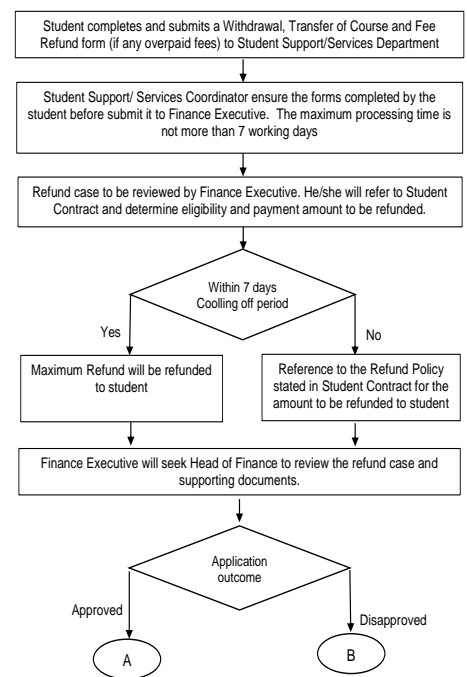 Student completes and submits a Withdrawal, Transfer of Course and Fee
Refund form (if any overpaid fees) to Student Support/Services Department
Student Support/ Services Coordinator ensure the forms completed by the
student before submit it to Finance Executive. The maximum processing time is
not more than 7 working days
Refund case to be reviewed by Finance Executive. He/she will refer to Student
Contract and determine eligibility and payment amount to be refunded.
Within 7 days
Coolling off period
Yes
No
Maximum Refund will be refunded
to student
Reference to the Refund Policy
stated in Student Contract for the
amount to be refunded to student
Finance Executive will seek Head of Finance to review the refund case and
supporting documents.
Application
outcome
Approved
Disapproved
A
B